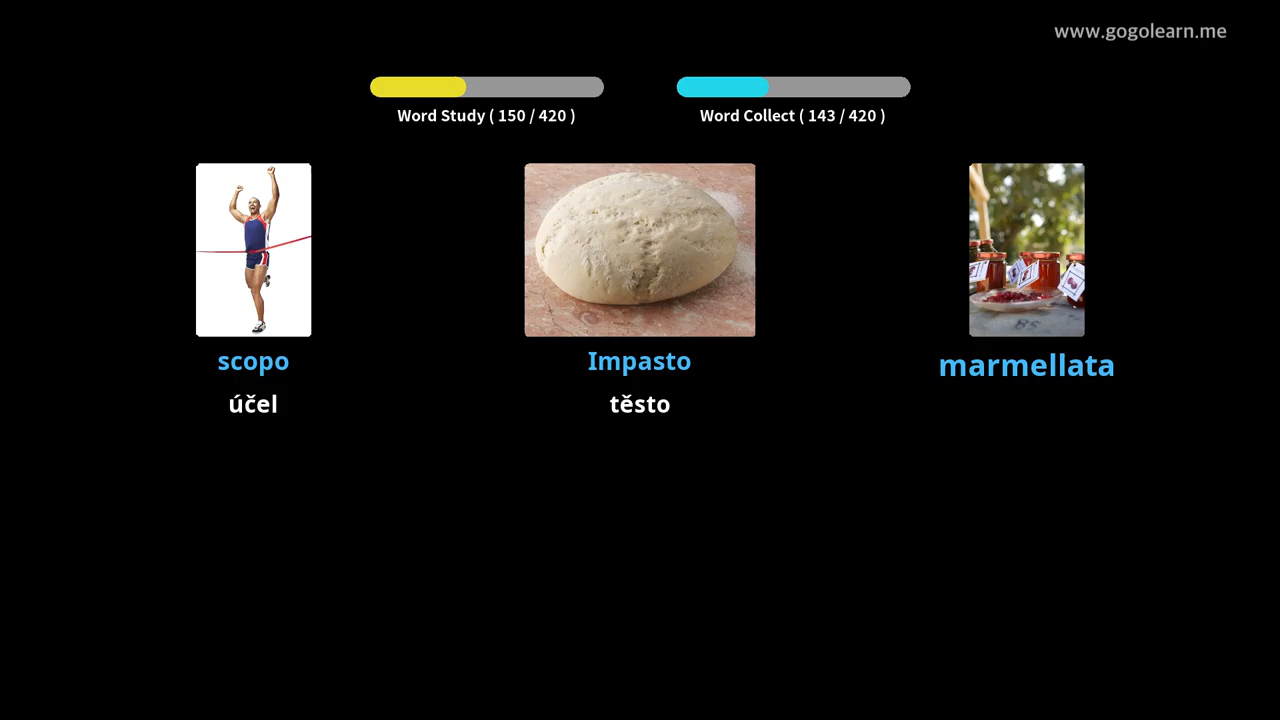 www.gogolearn.me
Word Study ( 150 / 420 )
Word Collect ( 143 / 420 )
scopo
Impasto
marmellata
účel
těsto